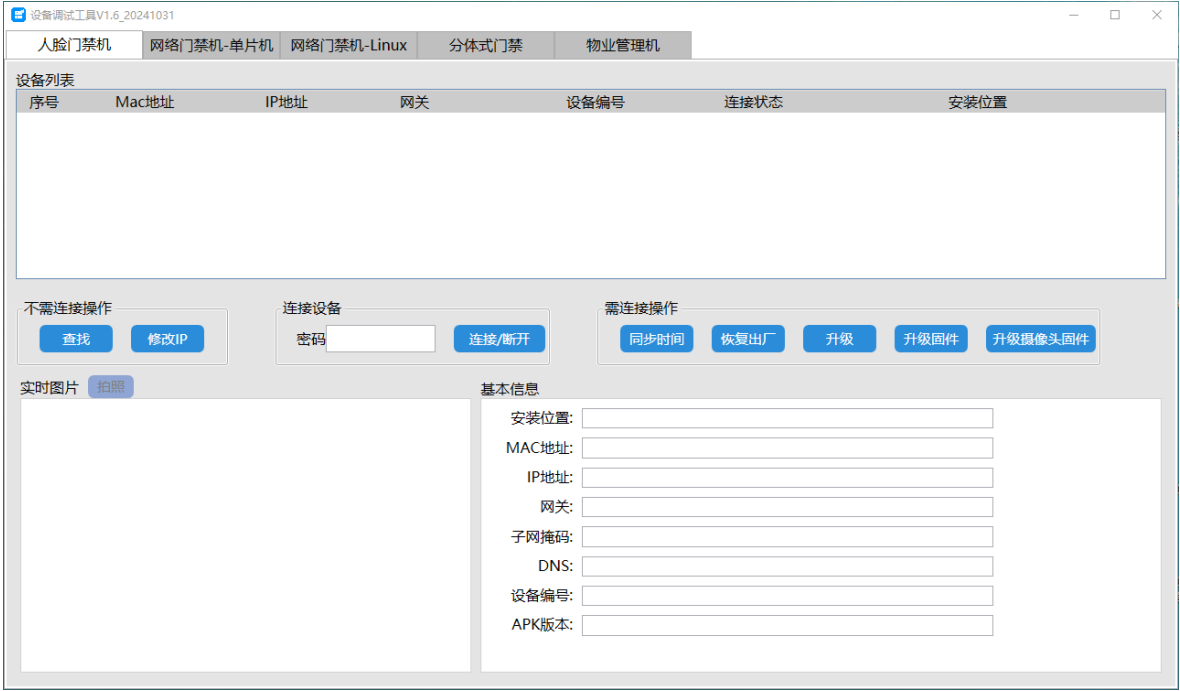 设备调试工具V1.6_20241031
人脸门禁机 网络门禁机-单片机 网络门禁机-Linux 分体式门禁 物业管理机
设备列表
序号 Mac地址 IP地址 网关 设备编号 连接状态 安装位置
不需连接操作 连接设备 需连接操作
查找 修改IP 密码 连接/断开 同步时间 恢复出厂 升级 升级固件 升级摄像头固件
实时图片 拍照 基本信息
安装位置:
MAC地址:
IP地址:
网关:
子网掩码:
DNS:
设备编号:
APK版本: